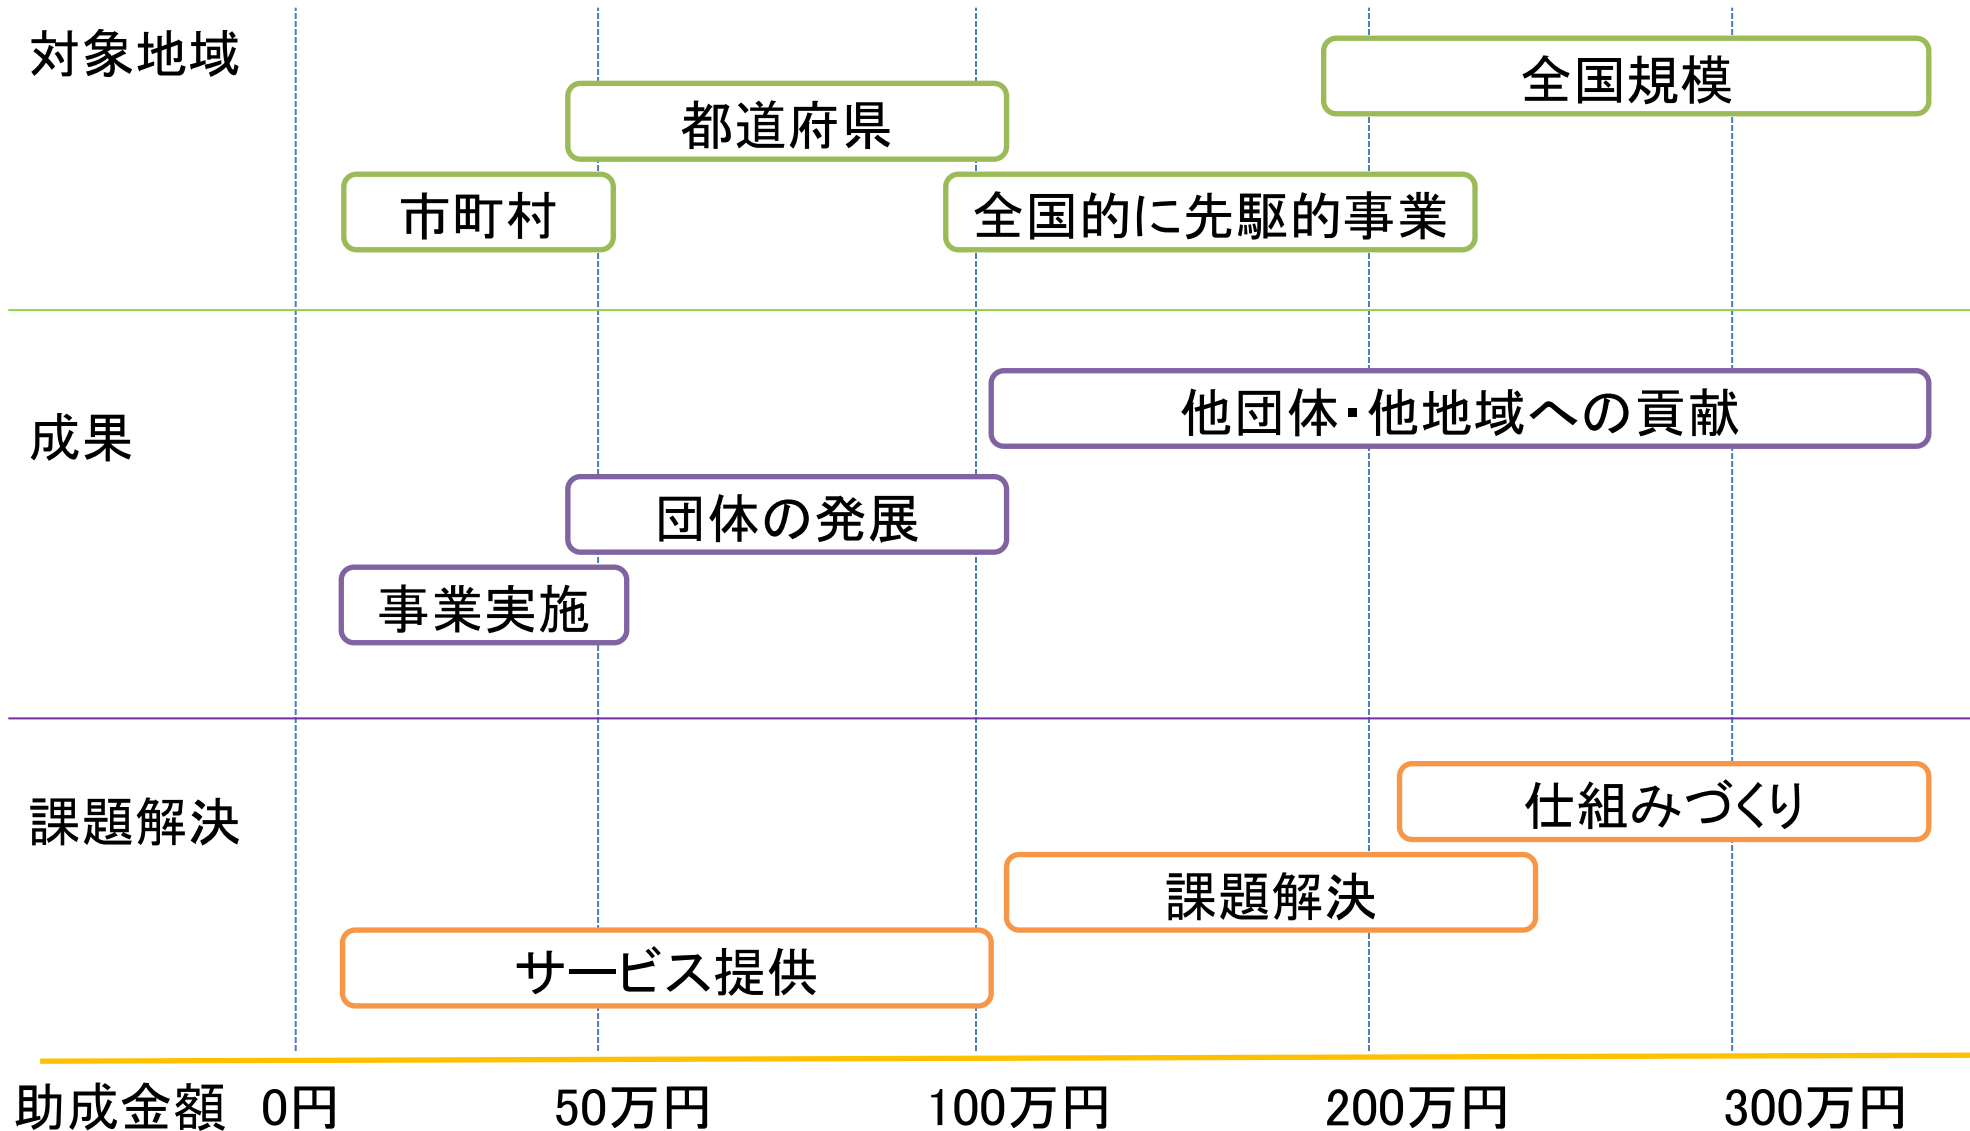 対象地域
全国規模
都道府県
市町村
全国的に先駆的事業
成果
他団体・他地域への貢献
団体の発展
事業実施
課題解決
仕組みづくり
課題解決
サービス提供
助成金額 0円 50万円 100万円 200万円 300万円